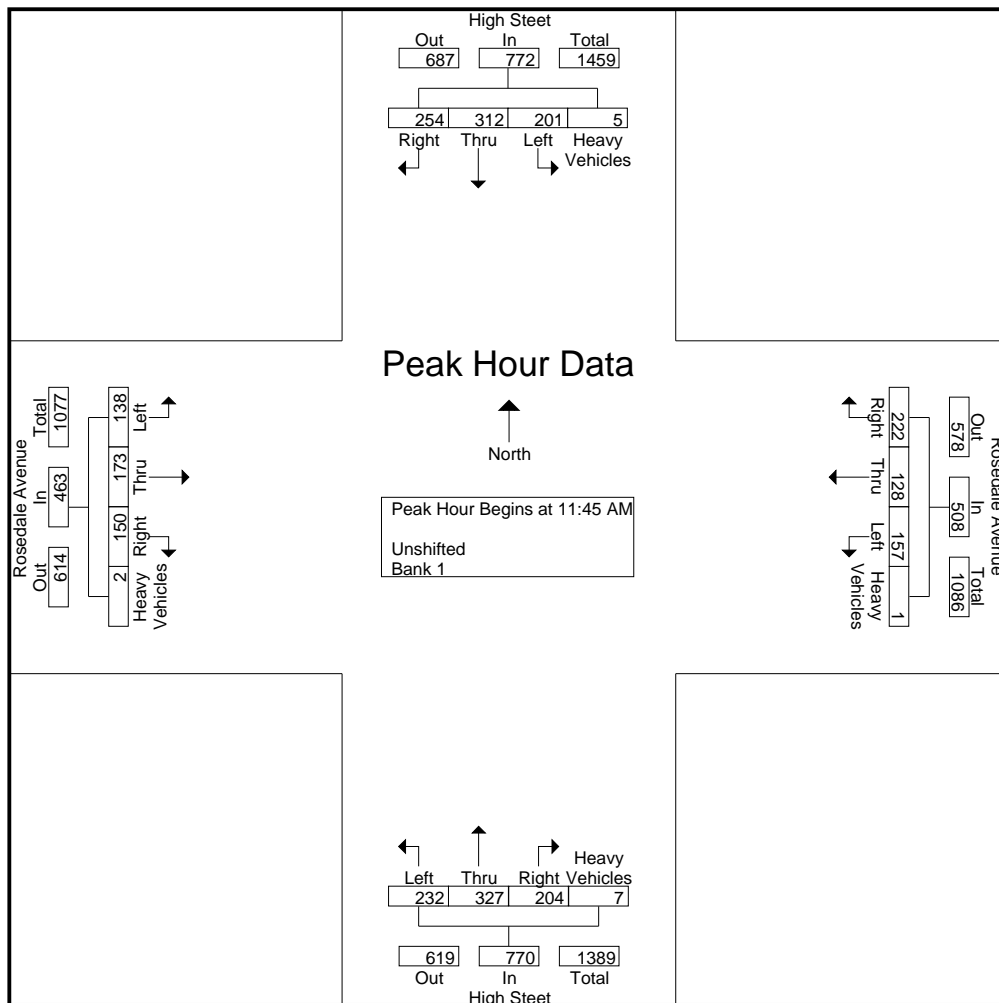 High Steet
Out In Total
687 772 1459
254 312 201 5
Right Thru Left Heavy Vehicles
Peak Hour Data
North
Peak Hour Begins at 11:45 AM
Unshifted
Bank 1
Rosedale Avenue
Out In Total
614 463 1077
138 173 150 2
Left Thru Right Heavy Vehicles
Rosedale Avenue
Out In Total
578 508 1086
222 128 157 1
Right Thru Left Heavy Vehicles
Left Thru Right Heavy Vehicles
232 327 204 7
619 770 1389
Out In Total
High Steet